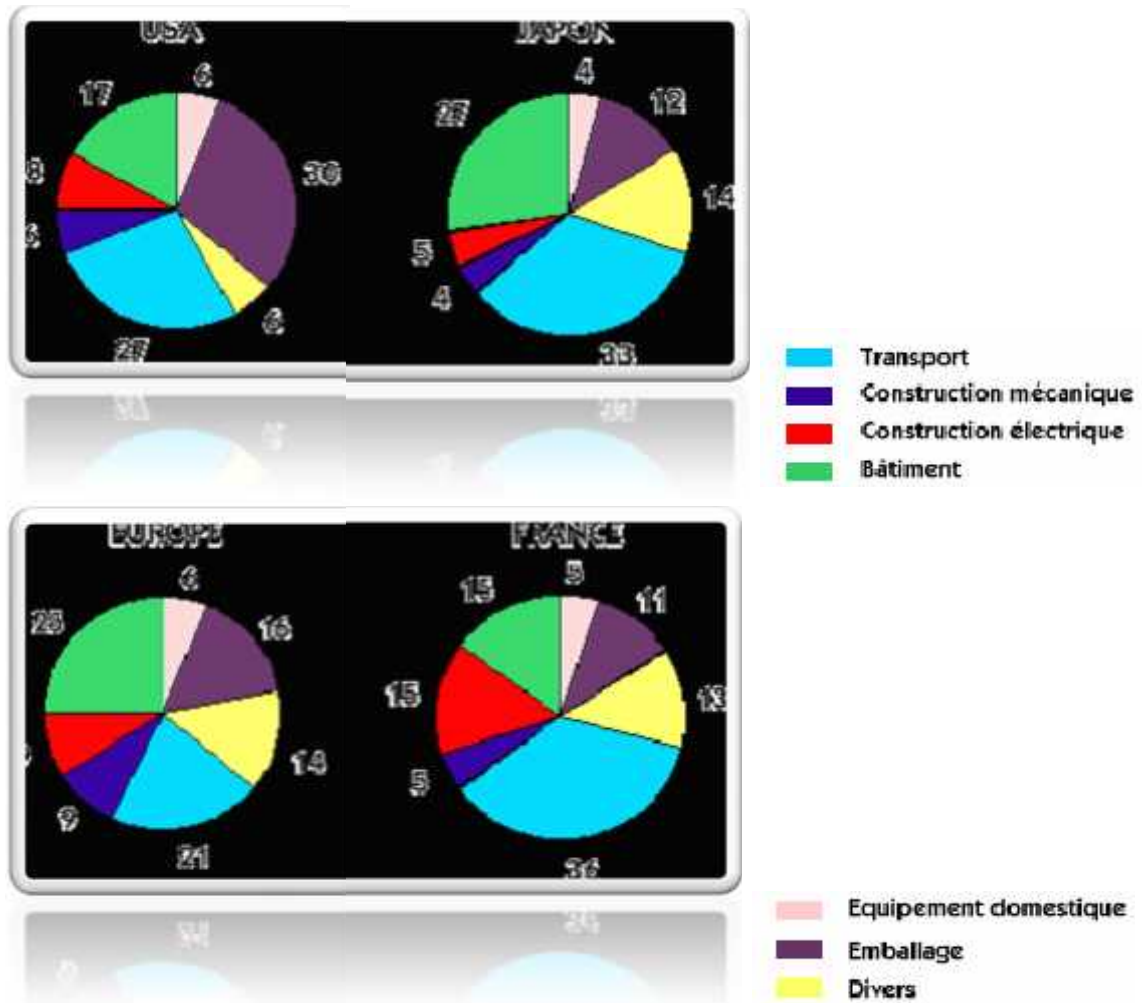 USA
6
30
6
27
6
8
17
JAPON
4
12
14
33
4
5
27
Transport
Construction mécanique
Construction électrique
Bâtiment
EUROPE
6
16
14
21
9
25
FRANCE
5
11
13
36
5
15
15
Equipement domestique
Emballage
Divers